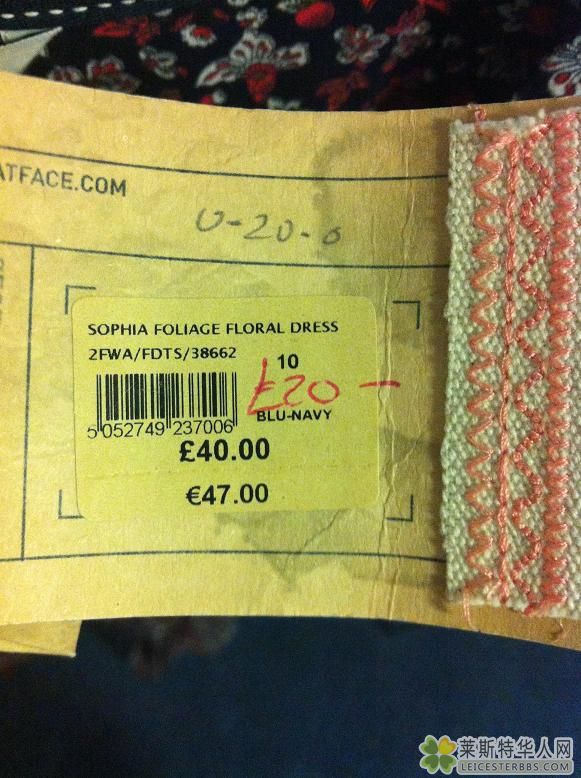 ATFACE.COM
0-20-0
SOPHIA FOLIAGE FLORAL DRESS
2FWA/FDTS/38662
10
£20-
BLU-NAVY
5 052749 237006
£40.00
€47.00
莱斯特华人网
LEICESTERBBS.COM